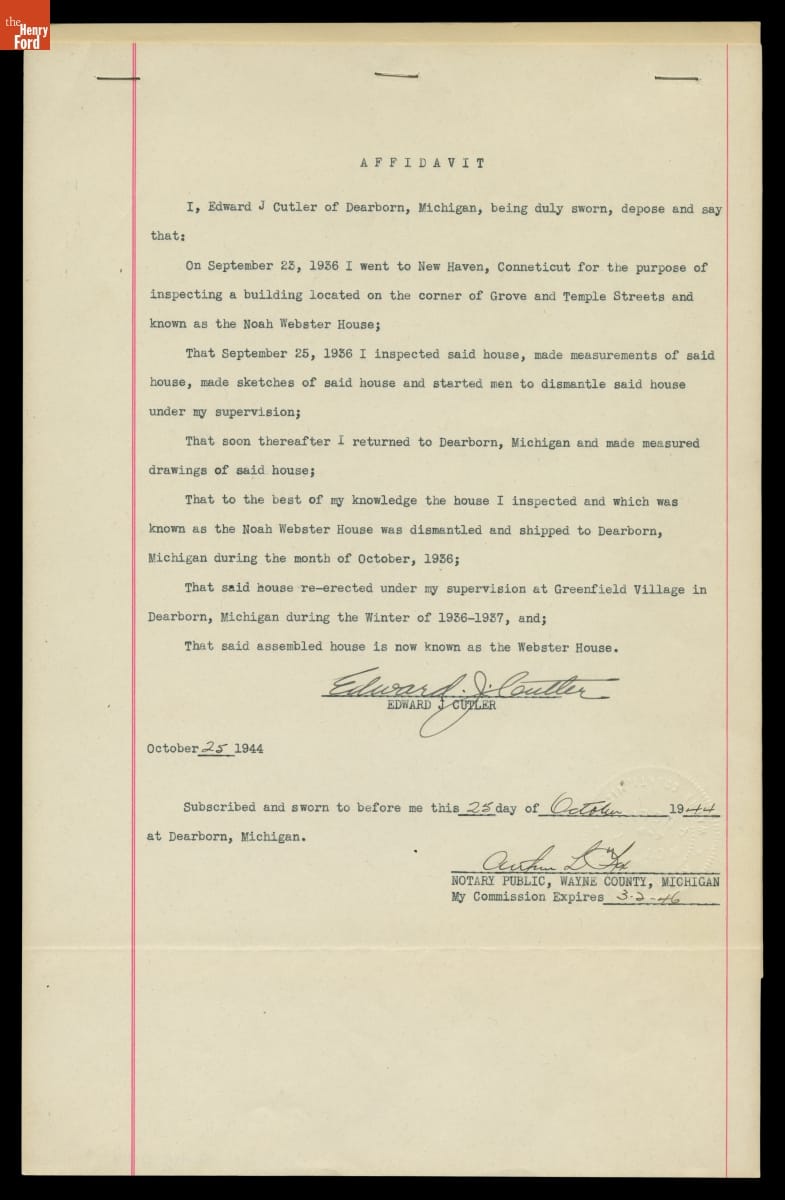 the
Henry
Ford
AFFIDAVIT
I, Edward J Cutler of Dearborn, Michigan, being duly sworn, depose and say
that:
On September 23, 1936 I went to New Haven, Conneticut for the purpose of
inspecting a building located on the corner of Grove and Temple Streets and
known as the Noah Webster House;
That September 25, 1936 I inspected said house, made measurements of said
house, made sketches of said house and started men to dismantle said house
under my supervision;
That soon thereafter I returned to Dearborn, Michigan and made measured
drawings of said house;
That to the best of my knowledge the house I inspected and which was
known as the Noah Webster House was dismantled and shipped to Dearborn,
Michigan during the month of October, 1936;
That said house re-erected under my supervision at Greenfield Village in
Dearborn, Michigan during the Winter of 1936-1937, and;
That said assembled house is now known as the Webster House.
Edward. J. Cutler
EDWARD J CUTLER
October 25 1944
Subscribed and sworn to before me this 25 day of October 1944
at Dearborn, Michigan.
NOTARY PUBLIC, WAYNE COUNTY, MICHIGAN
My Commission Expires 3-2-46